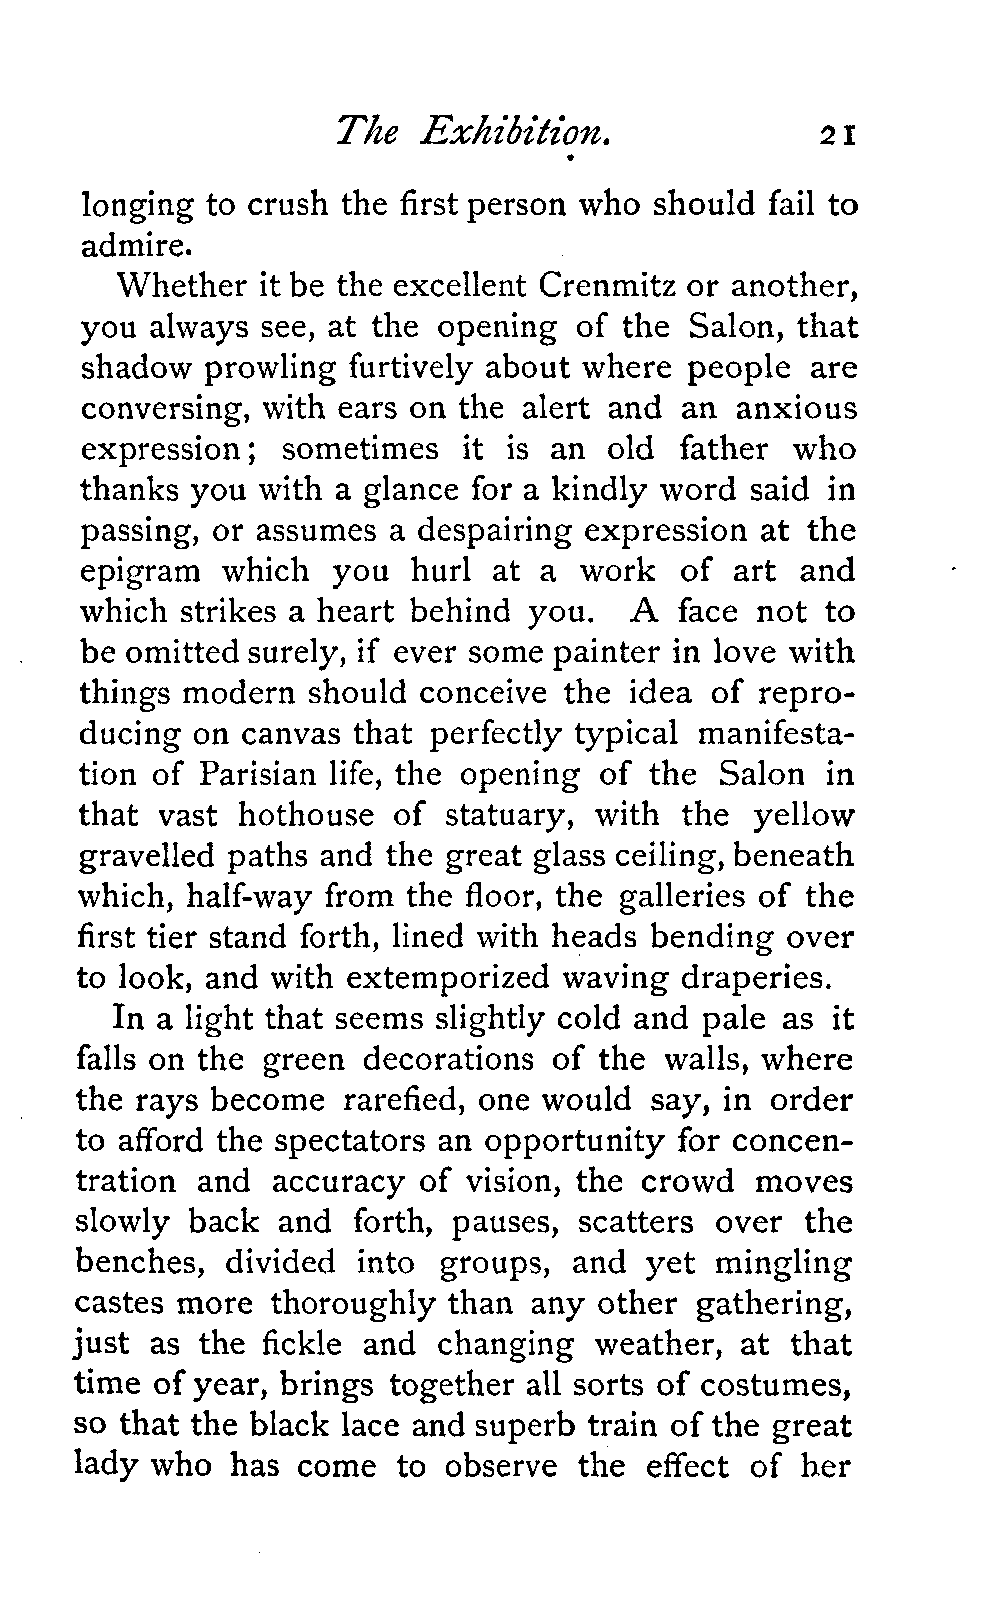 The Exhibition. 21
longing to crush the first person who should fail to
admire.
Whether it be the excellent Crenmitz or another,
you always see, at the opening of the Salon, that
shadow prowling furtively about where people are
conversing, with ears on the alert and an anxious
expression; sometimes it is an old father who
thanks you with a glance for a kindly word said in
passing, or assumes a despairing expression at the
epigram which you hurl at a work of art and
which strikes a heart behind you. A face not to
be omitted surely, if ever some painter in love with
things modern should conceive the idea of repro-
ducing on canvas that perfectly typical manifesta-
tion of Parisian life, the opening of the Salon in
that vast hothouse of statuary, with the yellow
gravelled paths and the great glass ceiling, beneath
which, half-way from the floor, the galleries of the
first tier stand forth, lined with heads bending over
to look, and with extemporized waving draperies.
In a light that seems slightly cold and pale as it
falls on the green decorations of the walls, where
the rays become rarefied, one would say, in order
to afford the spectators an opportunity for concen-
tration and accuracy of vision, the crowd moves
slowly back and forth, pauses, scatters over the
benches, divided into groups, and yet mingling
castes more thoroughly than any other gathering,
just as the fickle and changing weather, at that
time of year, brings together all sorts of costumes,
so that the black lace and superb train of the great
lady who has come to observe the effect of her